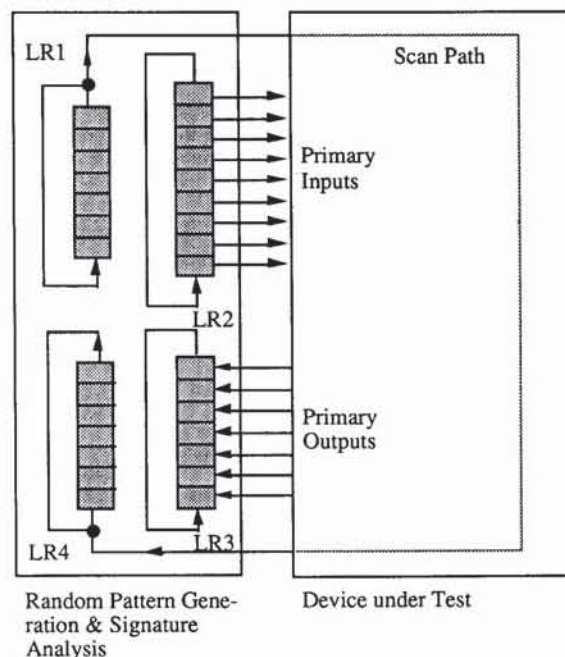 LR1
Scan Path
Primary
Inputs
LR2
Primary
Outputs
LR3
LR4
Random Pattern Gene-
ration & Signature
Analysis
Device under Test